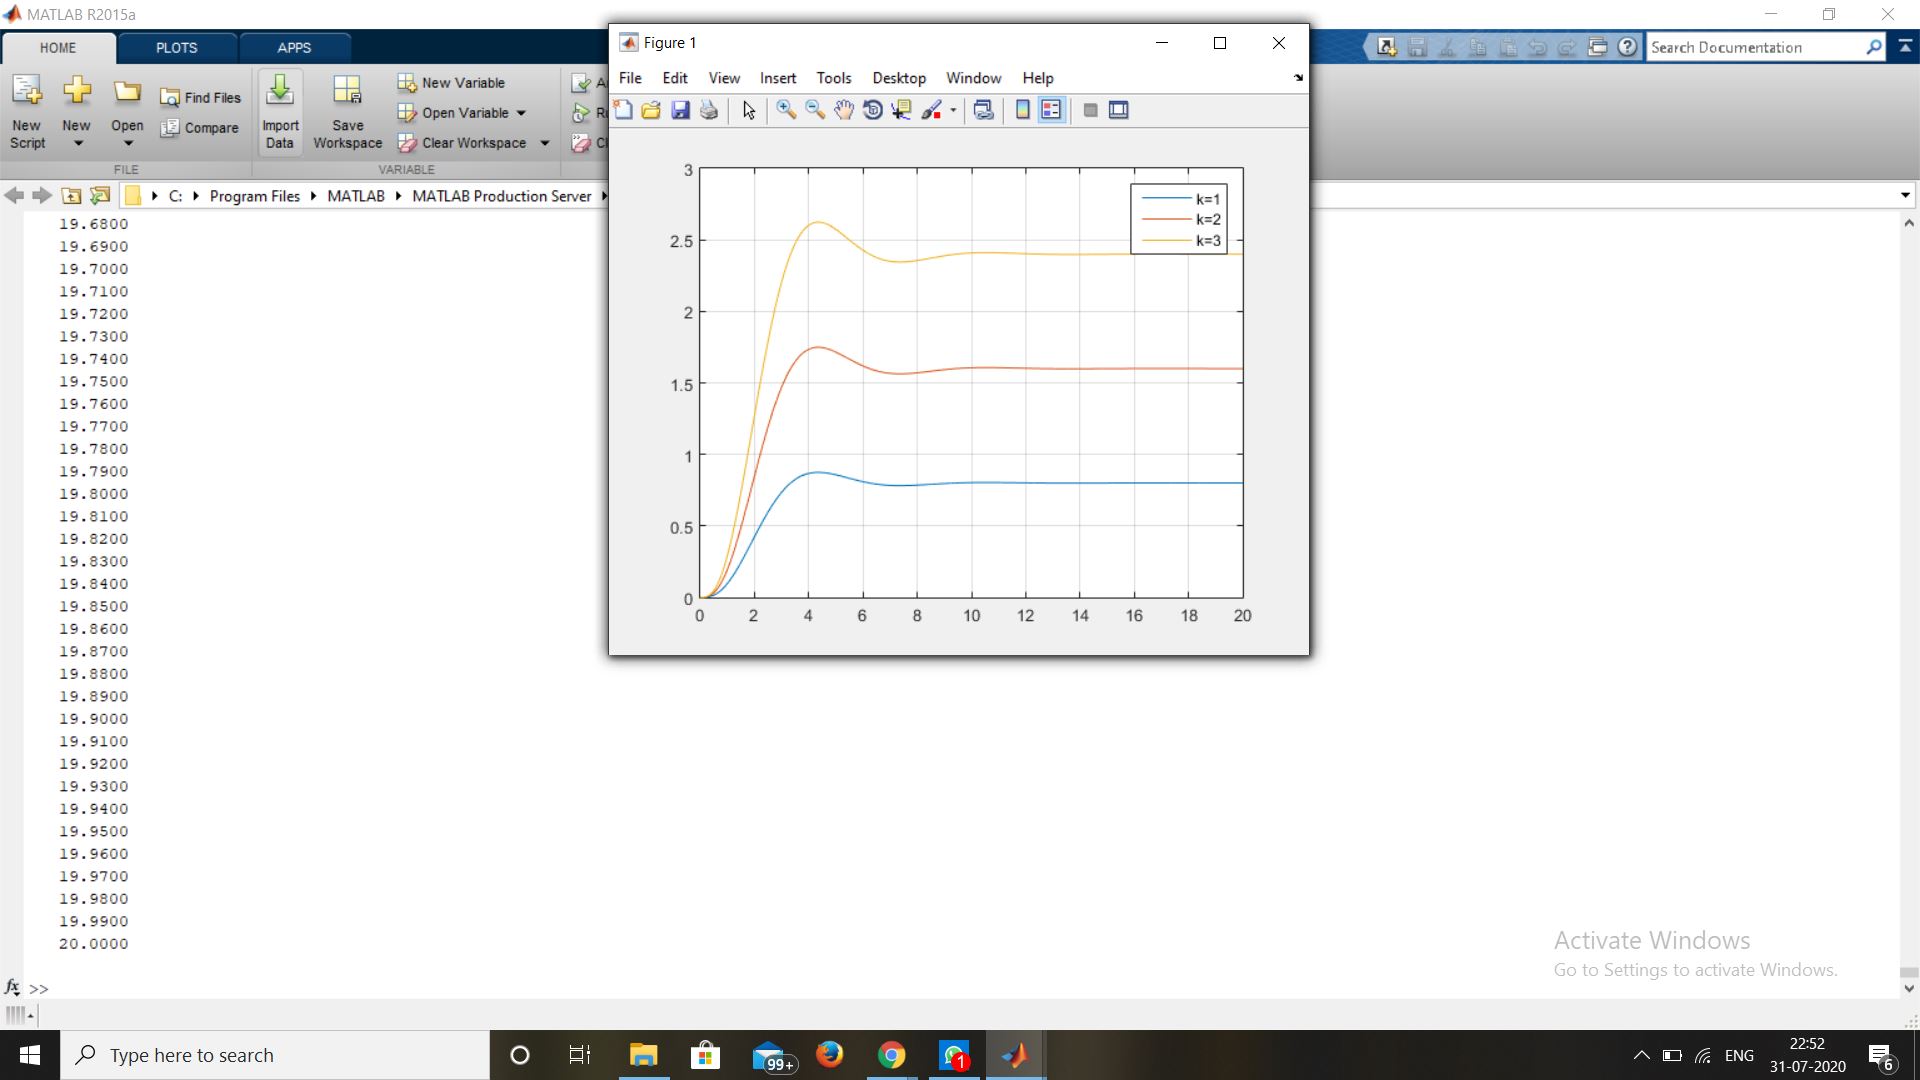 MATLAB R2015a
HOME PLOTS APPS
Search Documentation
New Script
New
Open
Find Files
Compare
Import Data
Save Workspace
New Variable
Open Variable
Clear Workspace
FILE
VARIABLE
C: Program Files MATLAB MATLAB Production Server
19.6800
19.6900
19.7000
19.7100
19.7200
19.7300
19.7400
19.7500
19.7600
19.7700
19.7800
19.7900
19.8000
19.8100
19.8200
19.8300
19.8400
19.8500
19.8600
19.8700
19.8800
19.8900
19.9000
19.9100
19.9200
19.9300
19.9400
19.9500
19.9600
19.9700
19.9800
19.9900
20.0000
fx >>
Figure 1
File Edit View Insert Tools Desktop Window Help
3
2.5
2
1.5
1
0.5
0
0 2 4 6 8 10 12 14 16 18 20
k=1
k=2
k=3
Activate Windows
Go to Settings to activate Windows.
Type here to search
99+
1
ENG
22:52
31-07-2020
6